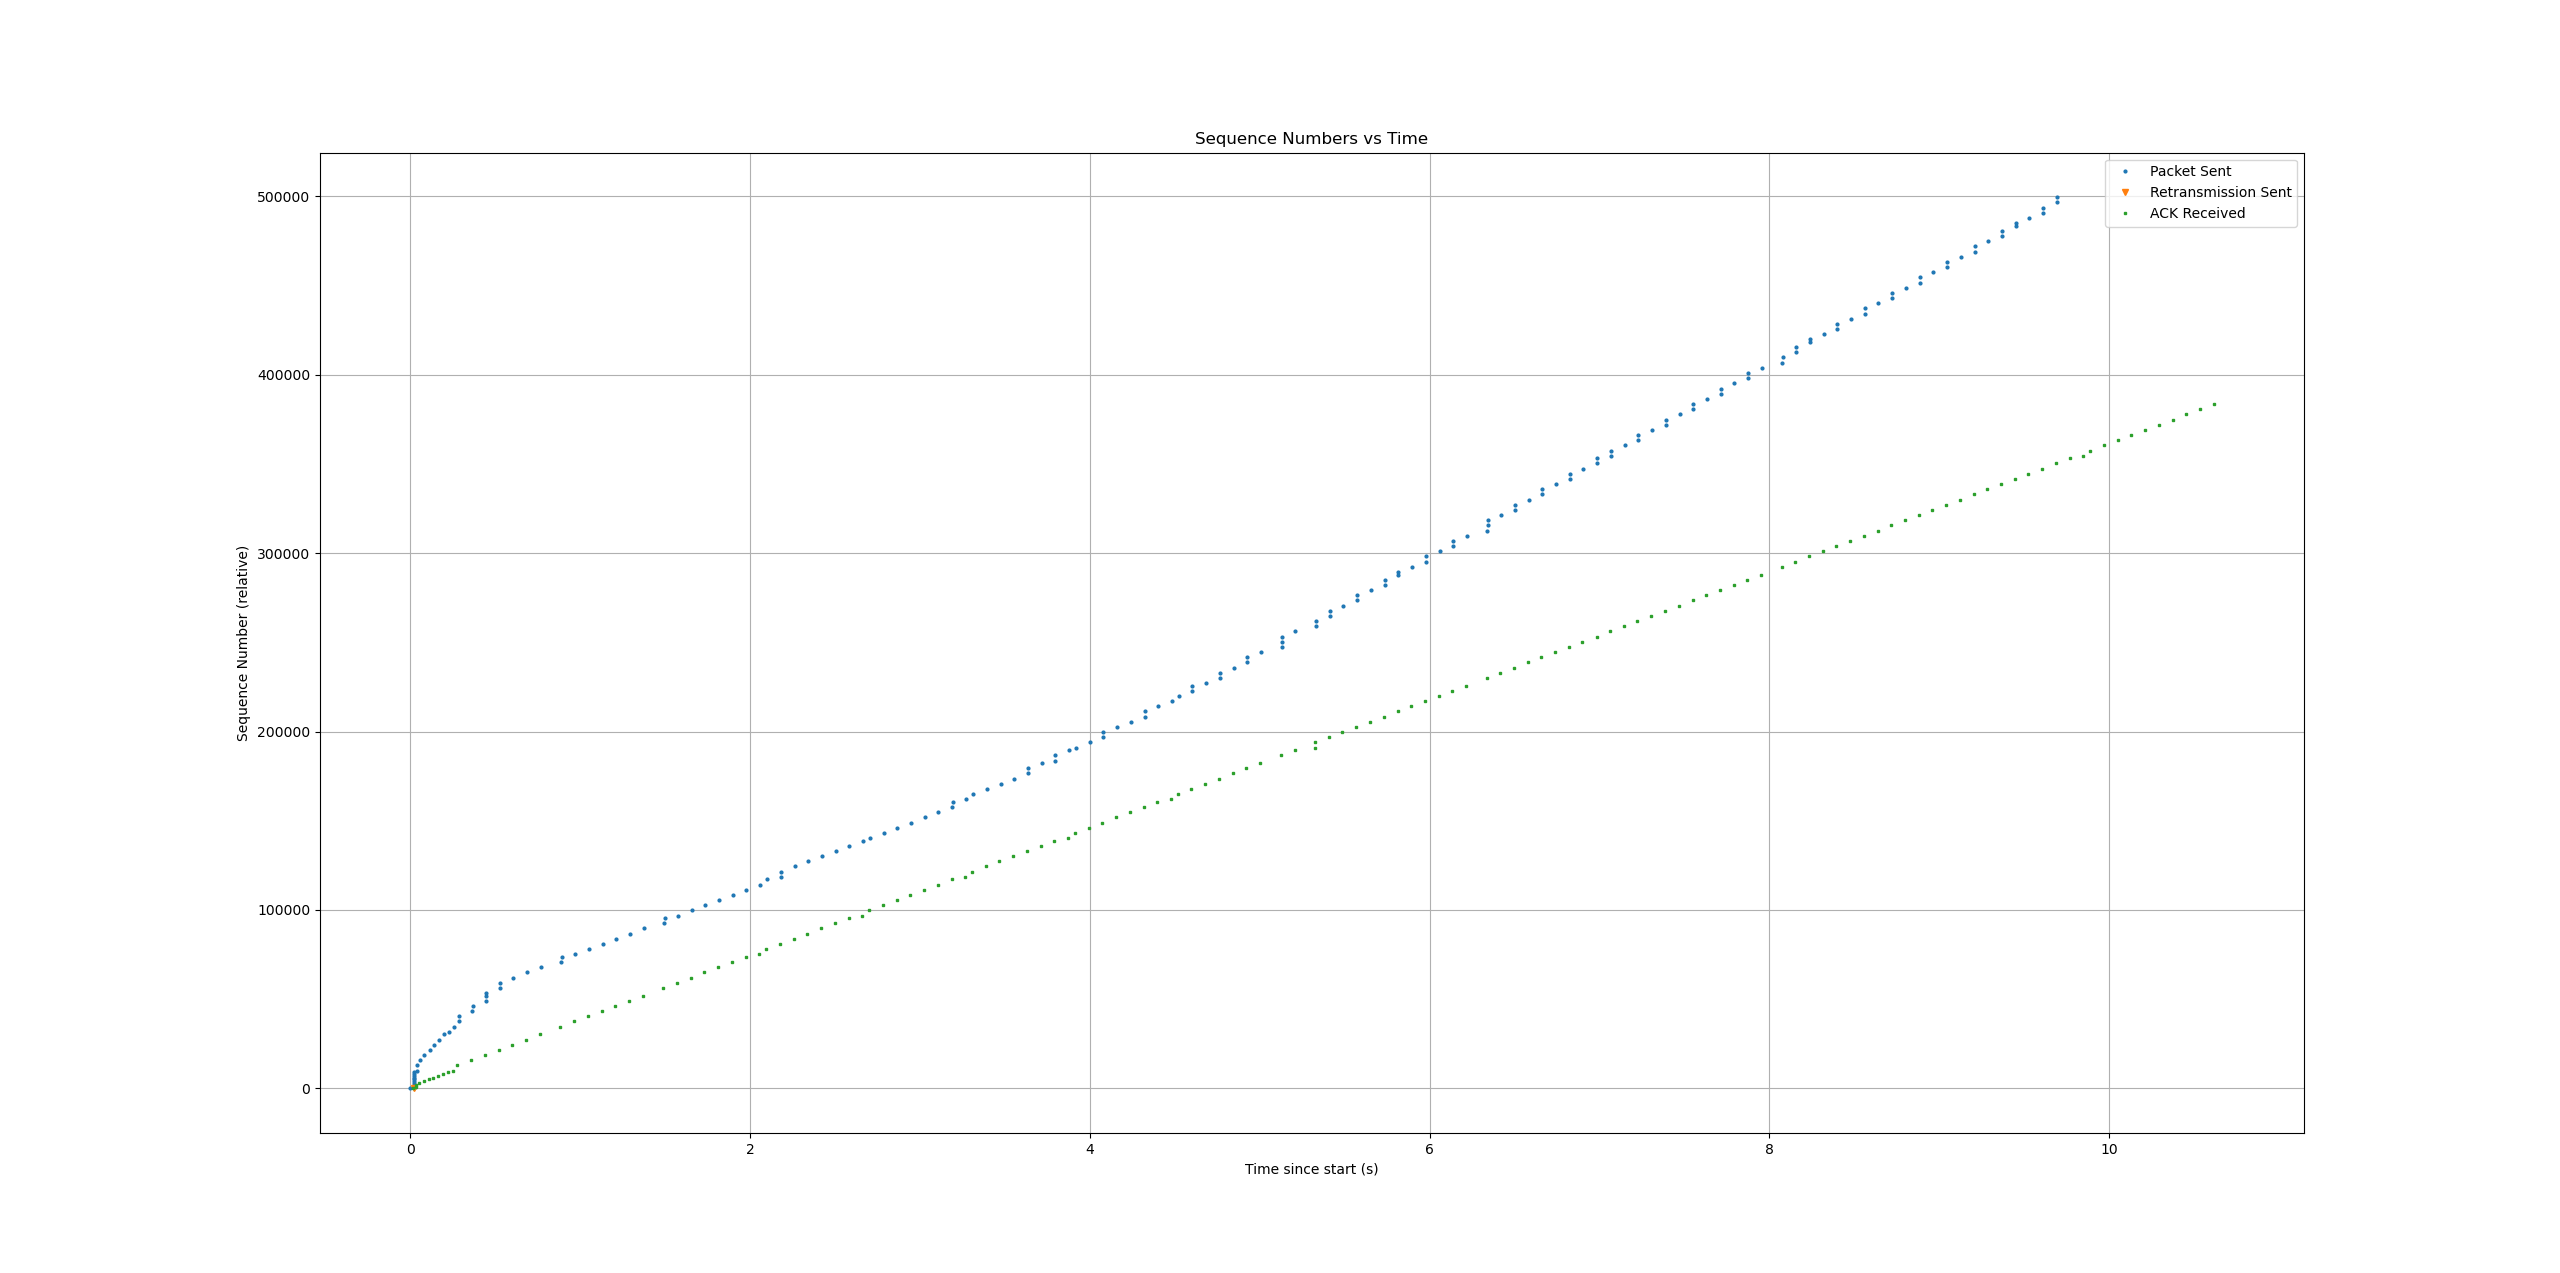 Sequence Numbers vs Time
Packet Sent
Retransmission Sent
ACK Received
Sequence Number (relative)
500000
400000
300000
200000
100000
0
0 2 4 6 8 10
Time since start (s)